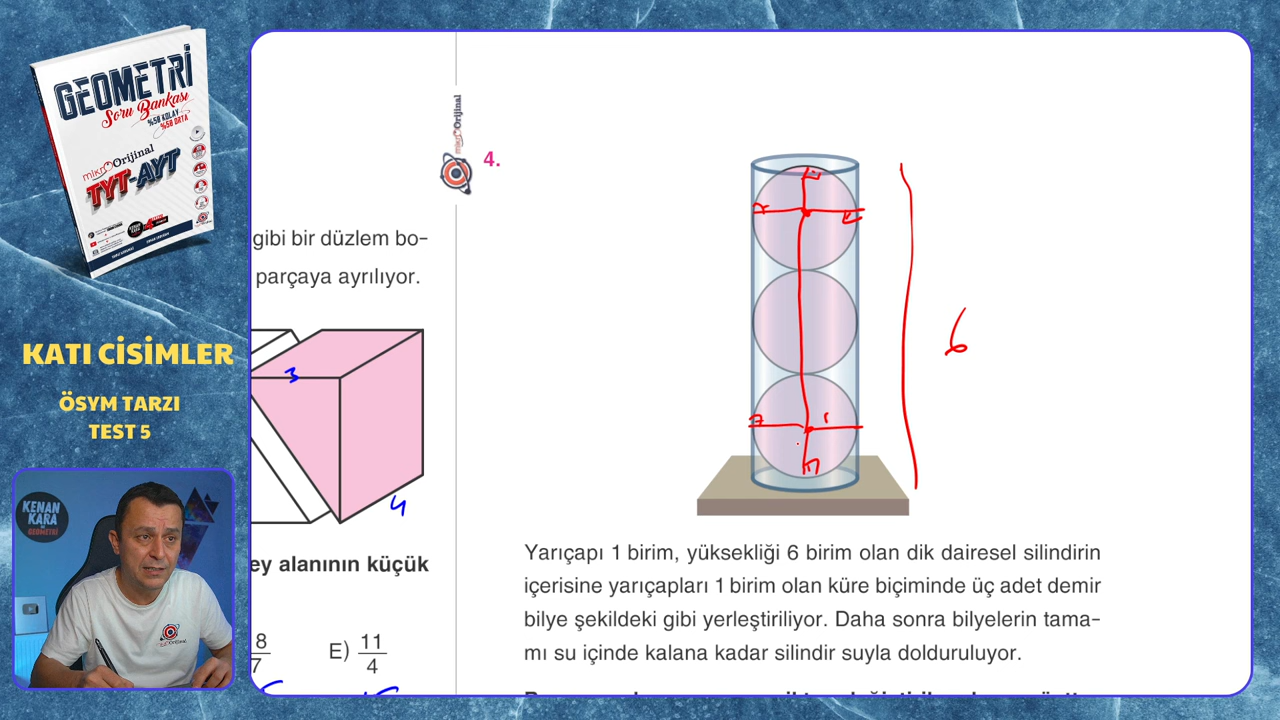 GEOMETRİ
Soru Bankası
%50 KOLAY
%50 ORTA
mikro Orijinal
TYT-AYT
KATI CİSİMLER
ÖSYM TARZI
TEST 5
KENAN
KARA
GEOMETRİ
gibi bir düzlem bo-
parçaya ayrılıyor.
3
4
ey alanının küçük
8
7
E) 11
4
mikroOrijinal
4.
6
Yarıçapı 1 birim, yüksekliği 6 birim olan dik dairesel silindirin
içerisine yarıçapları 1 birim olan küre biçiminde üç adet demir
bilye şekildeki gibi yerleştiriliyor. Daha sonra bilyelerin tama-
mı su içinde kalana kadar silindir suyla dolduruluyor.